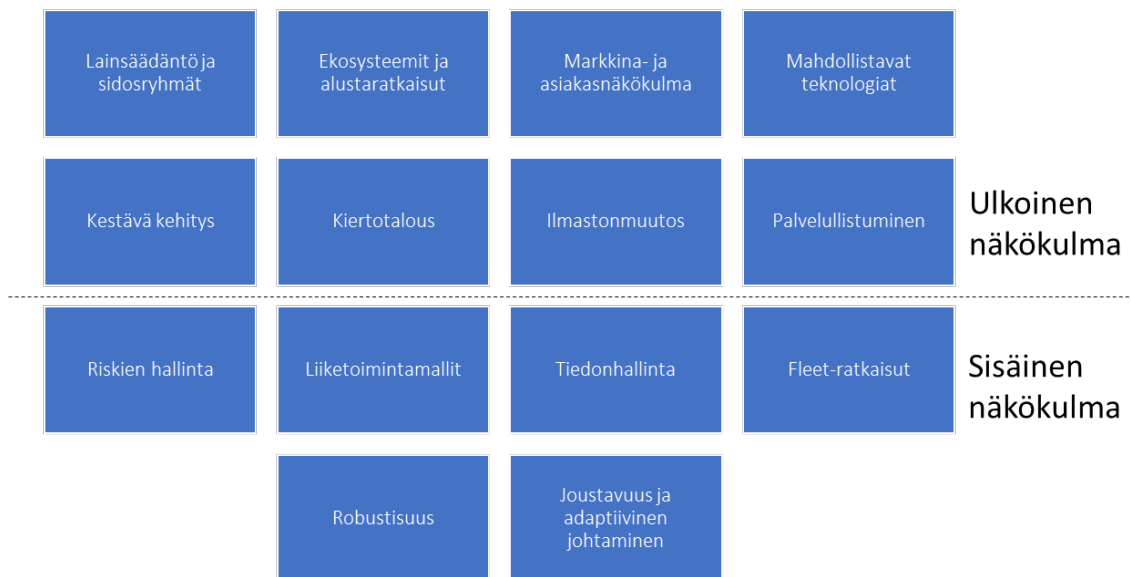 Lainsäädäntö ja
sidosryhmät
Ekosysteemit ja
alustaratkaisut
Markkina- ja
asiakasnäkökulma
Mahdollistavat
teknologiat
Kestävä kehitys
Kiertotalous
Ilmastonmuutos
Palvelullistuminen
Ulkoinen
näkökulma
Riskien hallinta
Liiketoimintamallit
Tiedonhallinta
Fleet-ratkaisut
Sisäinen
näkökulma
Robustisuus
Joustavuus ja
adaptiivinen
johtaminen